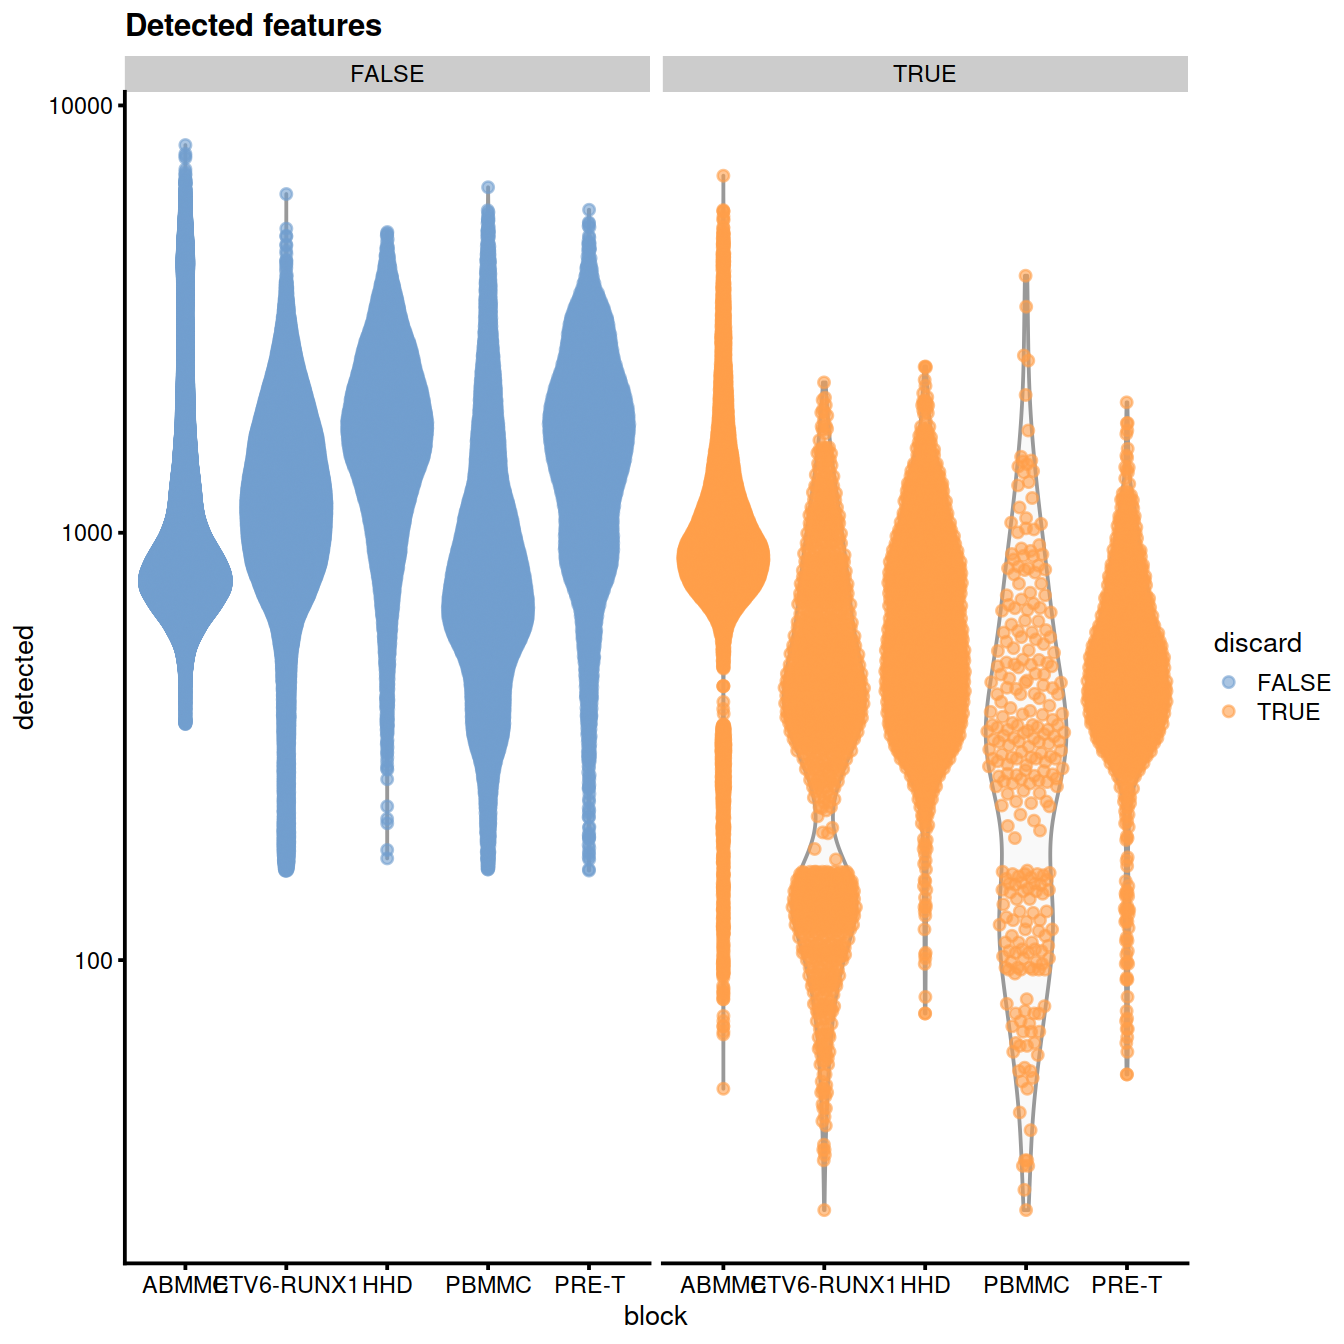 Detected features
FALSE
TRUE
10000
1000
100
detected
ABMMC
ETV6-RUNX1
HHD
PBMMC
PRE-T
ABMMC
ETV6-RUNX1
HHD
PBMMC
PRE-T
block
discard
FALSE
TRUE